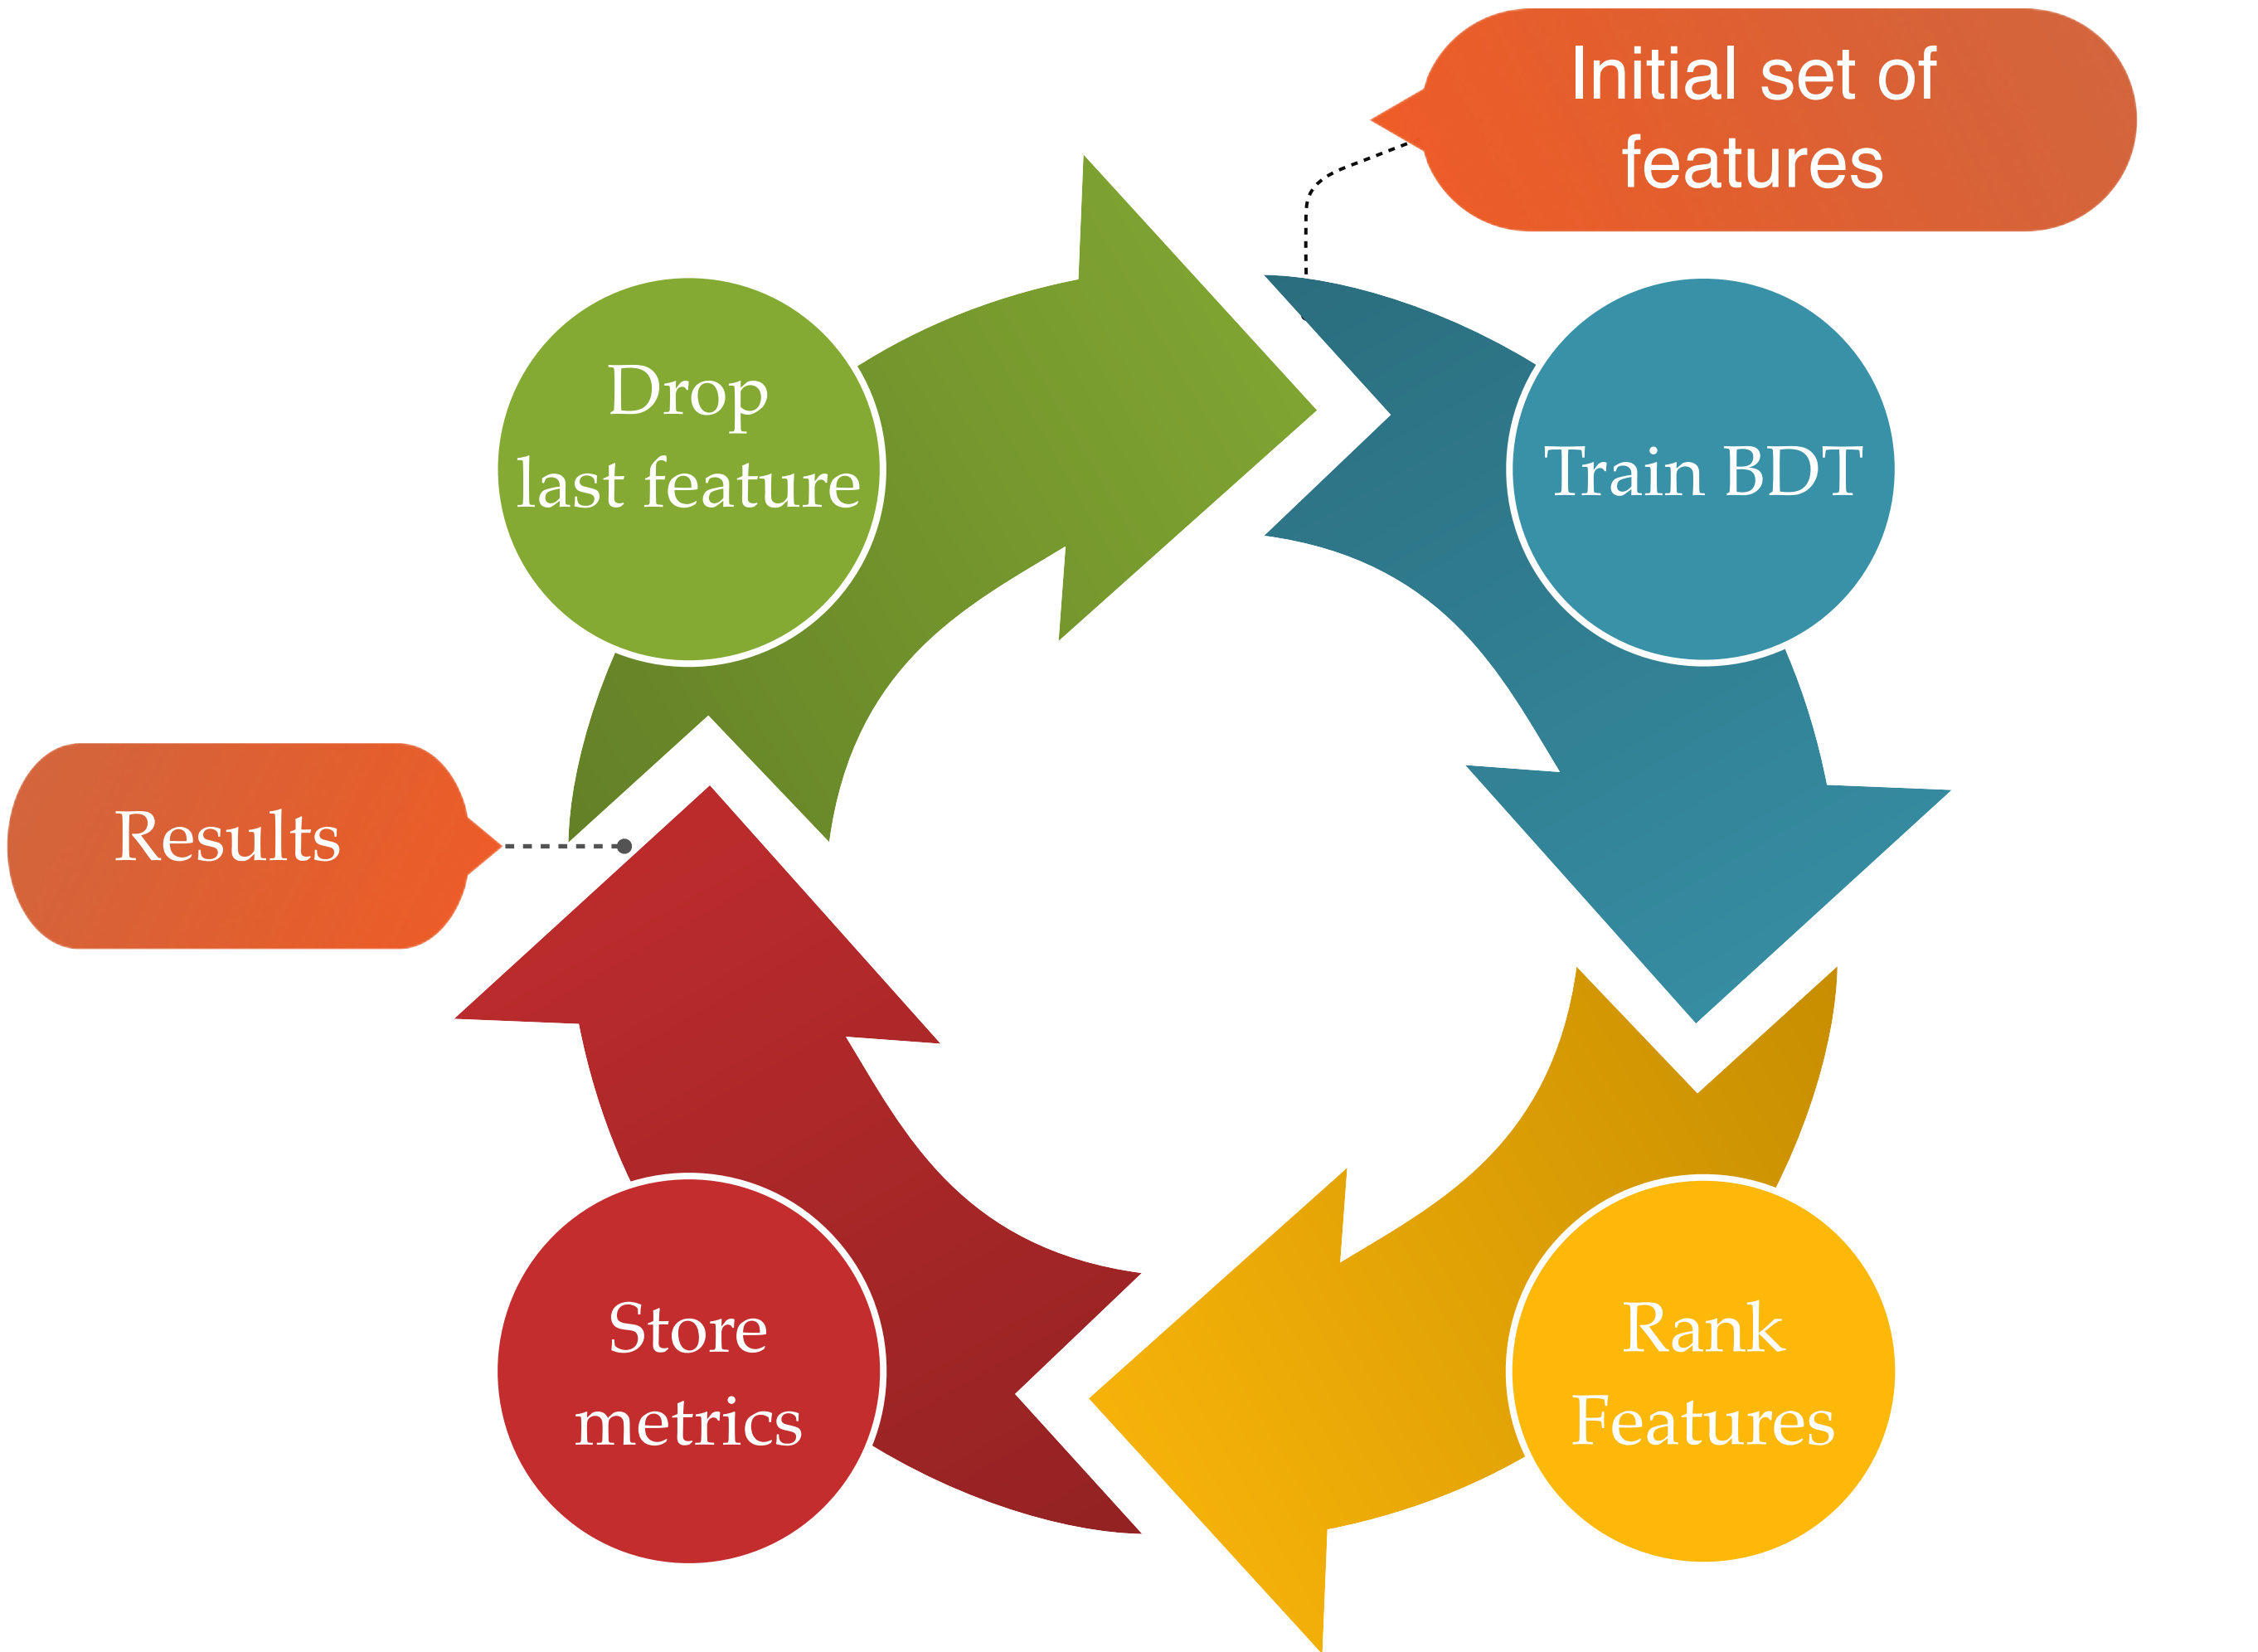 Initial set of
features
Drop
last feature
Train BDT
Results
Store
metrics
Rank
Features